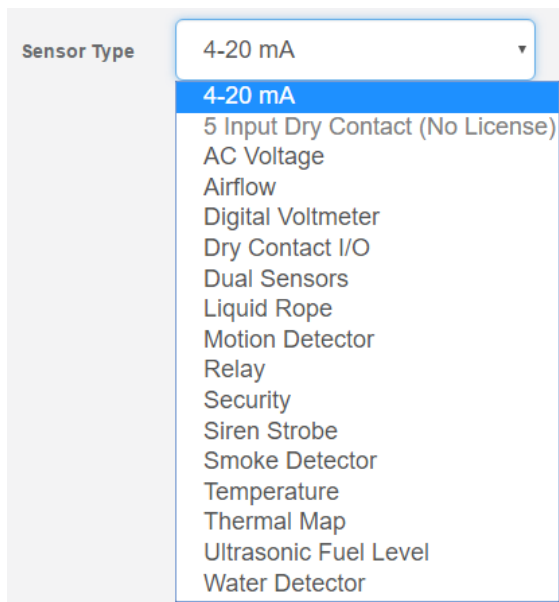 Sensor Type
4-20 mA
4-20 mA
5 Input Dry Contact (No License)
AC Voltage
Airflow
Digital Voltmeter
Dry Contact I/O
Dual Sensors
Liquid Rope
Motion Detector
Relay
Security
Siren Strobe
Smoke Detector
Temperature
Thermal Map
Ultrasonic Fuel Level
Water Detector